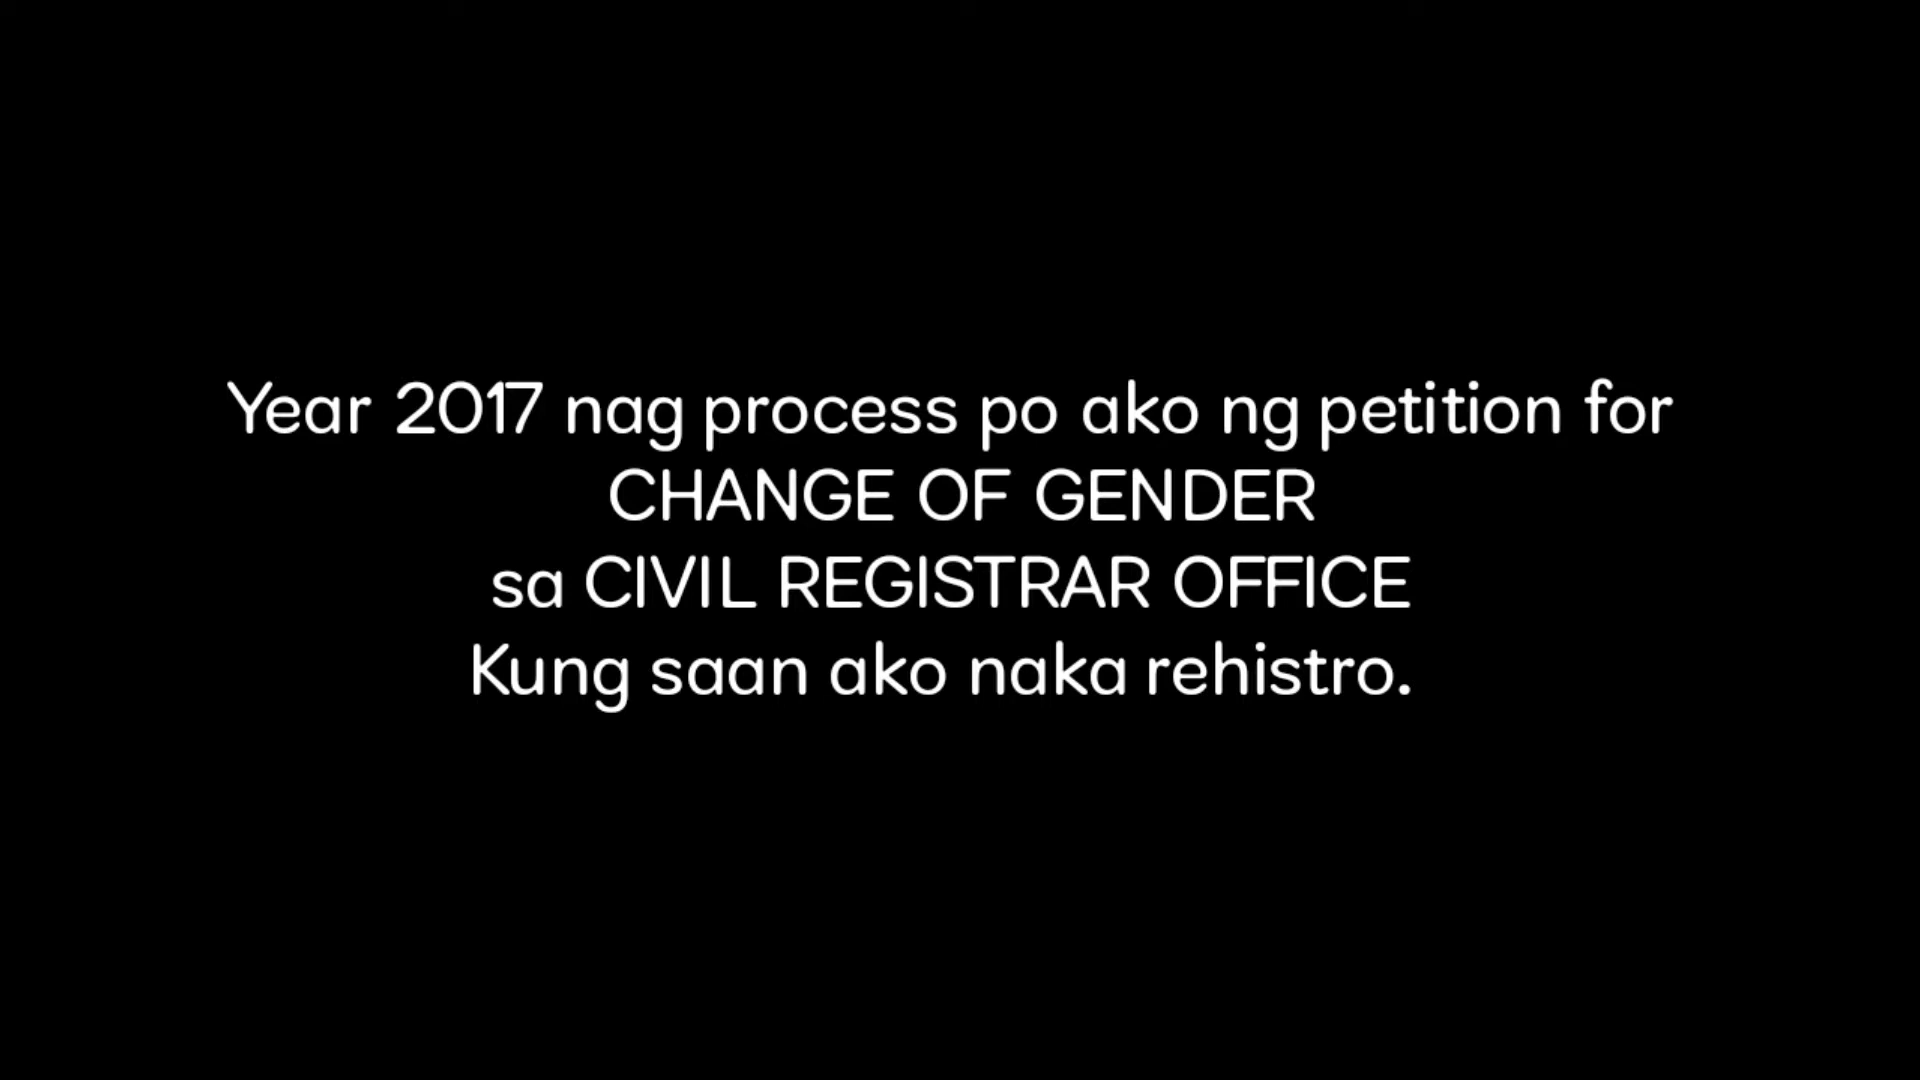 Year 2017 nag process po ako ng petition for
CHANGE OF GENDER
sa CIVIL REGISTRAR OFFICE
Kung saan ako naka rehistro.